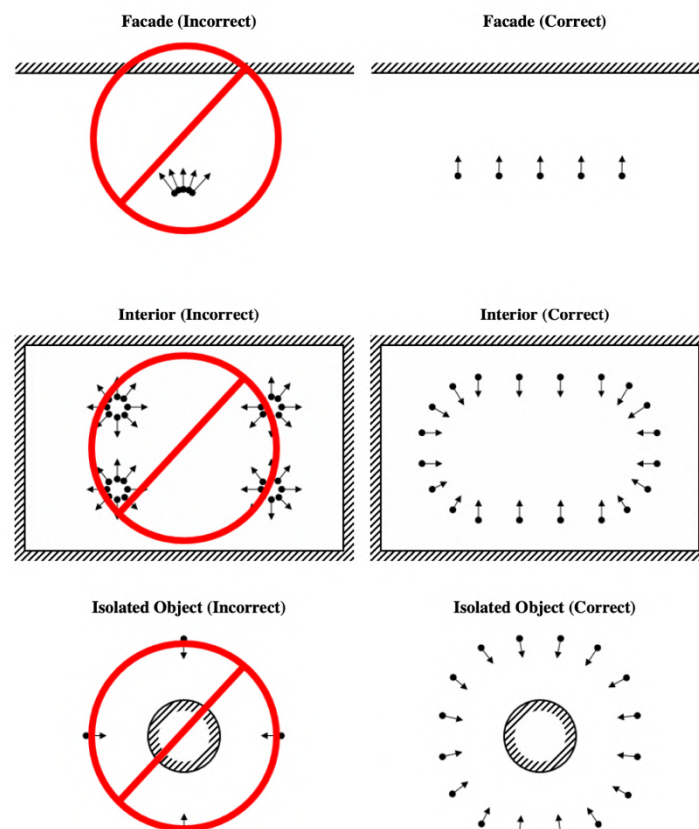 Facade (Incorrect)
Facade (Correct)
Interior (Incorrect)
Interior (Correct)
Isolated Object (Incorrect)
Isolated Object (Correct)